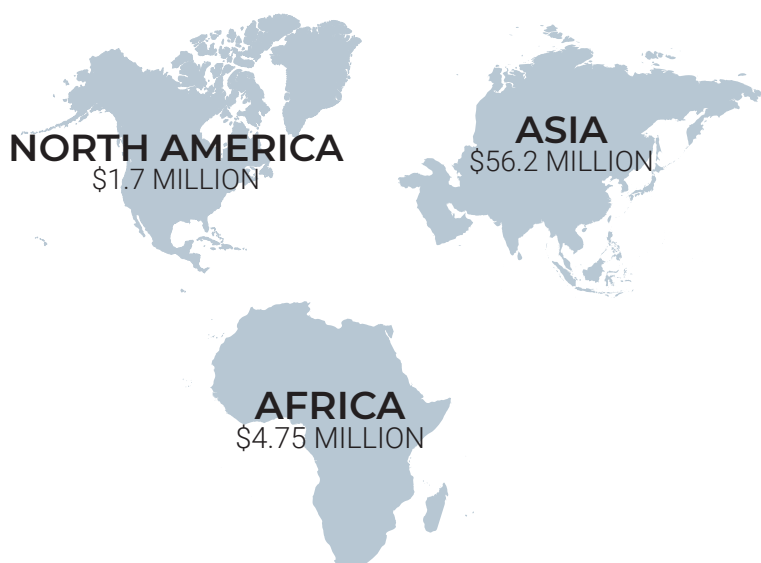 NORTH AMERICA
$1.7 MILLION
ASIA
$56.2 MILLION
AFRICA
$4.75 MILLION